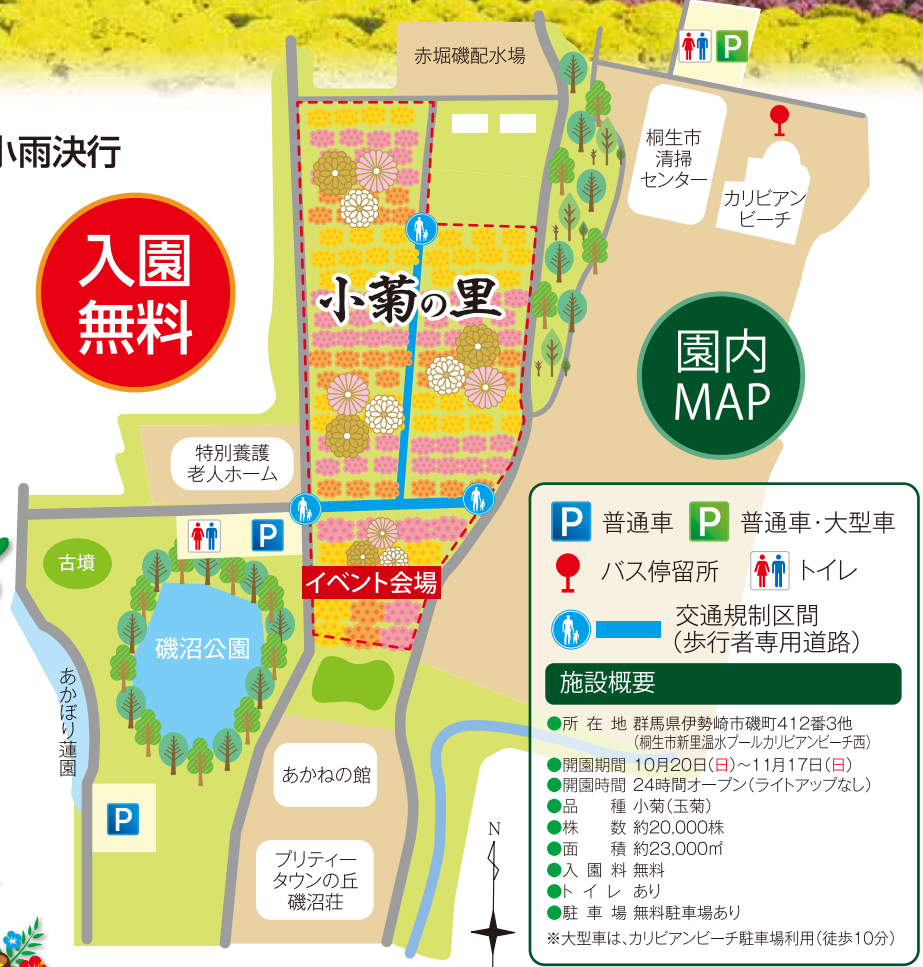 小雨決行
入園
無料
赤堀磯配水場
P
桐生市
清掃
センター
カリビアン
ビーチ
小菊の里
園内
MAP
特別養護
老人ホーム
P
古墳
イベント会場
磯沼公園
あかぼり蓮園
P
あかねの館
プリティー
タウンの丘
磯沼荘
N
P 普通車 P 普通車・大型車
バス停留所 トイレ
交通規制区間
(歩行者専用道路)
施設概要
●所在地 群馬県伊勢崎市磯町412番3他
(桐生市新里温水プールカリビアンビーチ西)
●開園期間 10月20日(日)~11月17日(日)
●開園時間 24時間オープン(ライトアップなし)
●品種 小菊(玉菊)
●株数 約20,000株
●面積 約23,000㎡
●入園料 無料
●トイレ あり
●駐車場 無料駐車場あり
※大型車は、カリビアンビーチ駐車場利用(徒歩10分)